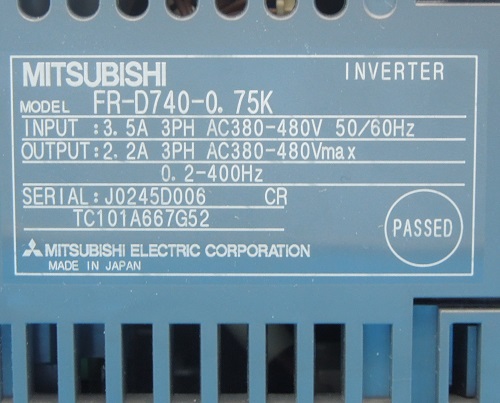 MITSUBISHI INVERTER
MODEL FR-D740-0.75K
INPUT :3.5A 3PH AC380-480V 50/60Hz
OUTPUT:2.2A 3PH AC380-480Vmax
0.2-400Hz
SERIAL:J0245D006 CR
TC101A667G52
PASSED
MITSUBISHI ELECTRIC CORPORATION
MADE IN JAPAN